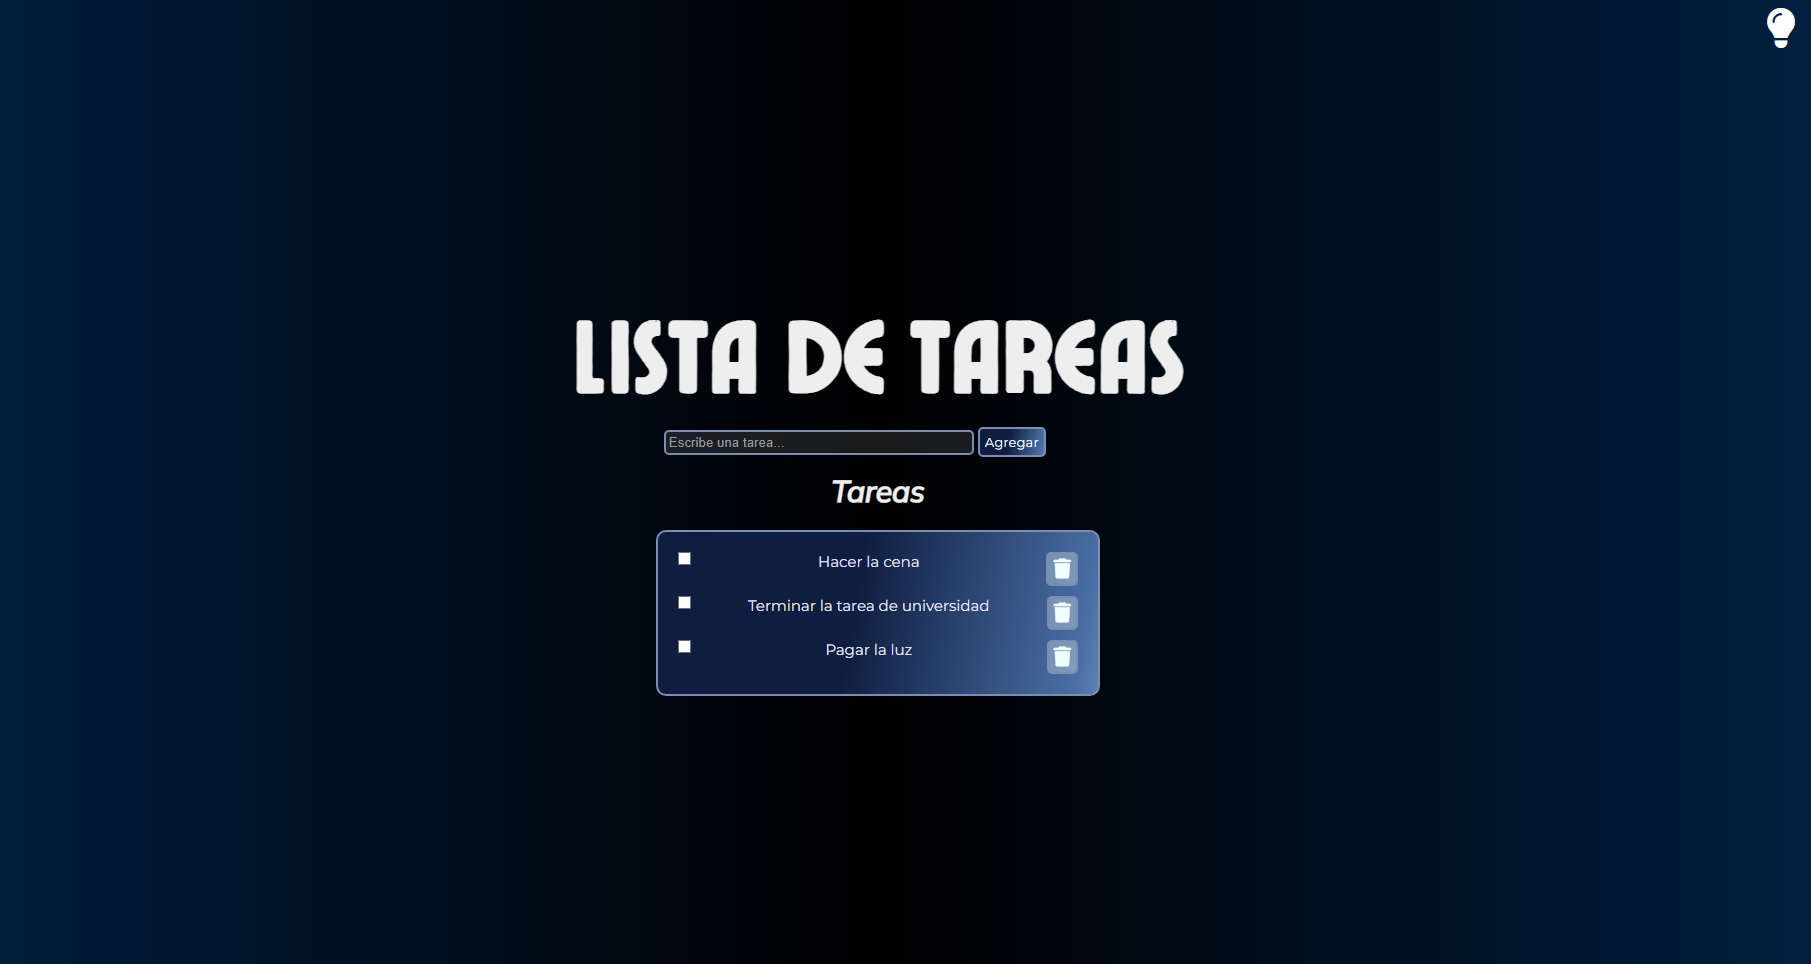 LISTA DE TAREAS
Escribe una tarea... Agregar
Tareas
Hacer la cena
Terminar la tarea de universidad
Pagar la luz